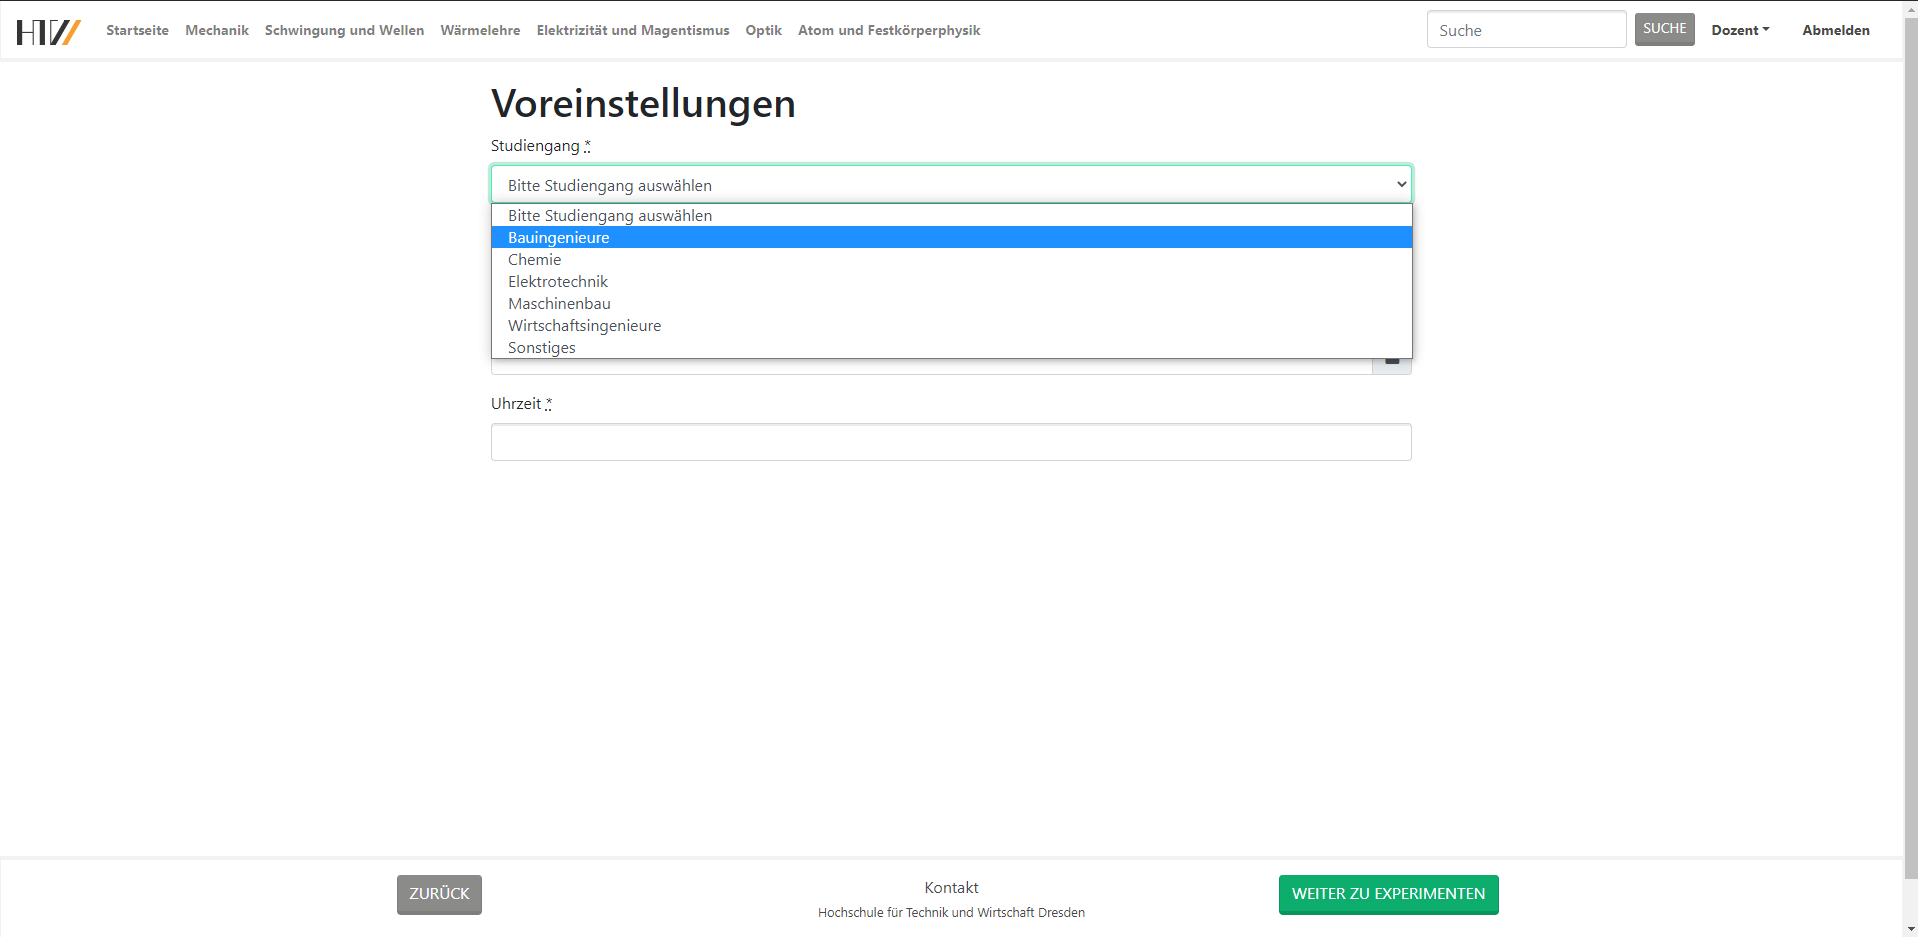 HTW
Startseite Mechanik Schwingung und Wellen Wärmelehre Elektrizität und Magentismus Optik Atom und Festkörperphysik Suche SUCHE Dozent Abmelden
Voreinstellungen
Studiengang *
Bitte Studiengang auswählen
Bitte Studiengang auswählen
Bauingenieure
Chemie
Elektrotechnik
Maschinenbau
Wirtschaftsingenieure
Sonstiges
Uhrzeit *
ZURÜCK Kontakt WEITER ZU EXPERIMENTEN
Hochschule für Technik und Wirtschaft Dresden